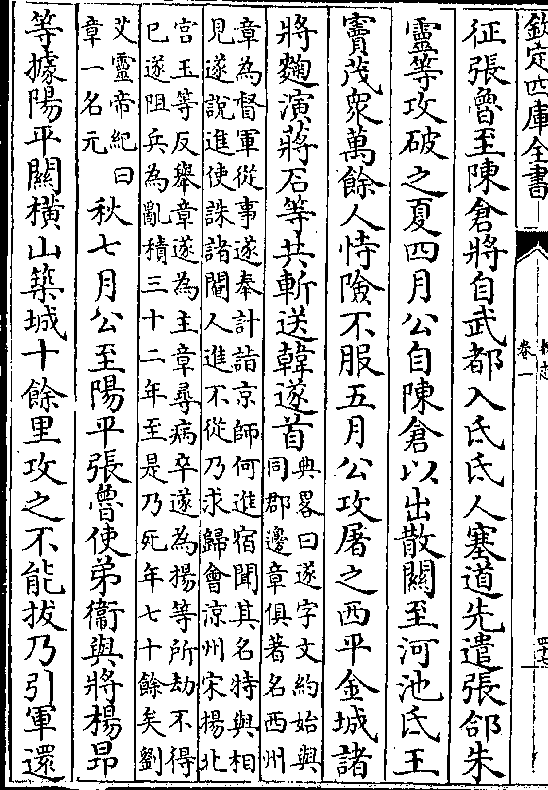 欽定四庫全書
卷一
征張魯至陳倉將自武都入氐氐人塞道先遣張郃朱
靈等攻破之夏四月公自陳倉以出散關至河池氐王
竇茂衆萬餘人恃險不服五月公攻屠之西平金城諸
將麴演蔣石等共斬送韓遂首
典畧曰遂字文約始與
同郡邊章俱著名西州
章為督軍從事遂奉計詣京師何進宿聞其名特與相
見遂說進使誅諸閹人進不從乃求歸會涼州宋楊北
宫玉等反舉章遂為主章尋病卒遂為揚等所劫不得
已遂阻兵為亂積三十二年至是乃死年七十餘矣劉
艾靈帝紀曰
章一名元
秋七月公至陽平張魯使弟衞與將楊昂
等據陽平關横山築城十餘里攻之不能拔乃引軍還